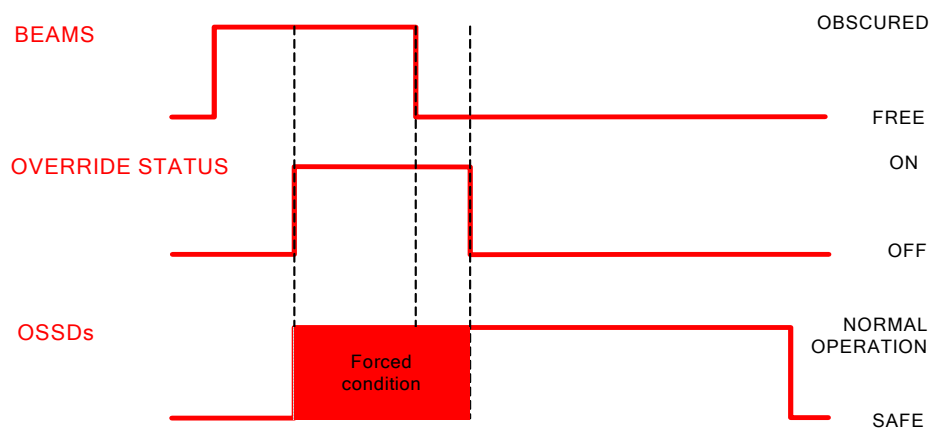 BEAMS
OBSCURED
FREE
OVERRIDE STATUS
ON
OFF
OSSDs
NORMAL
OPERATION
Forced
condition
SAFE